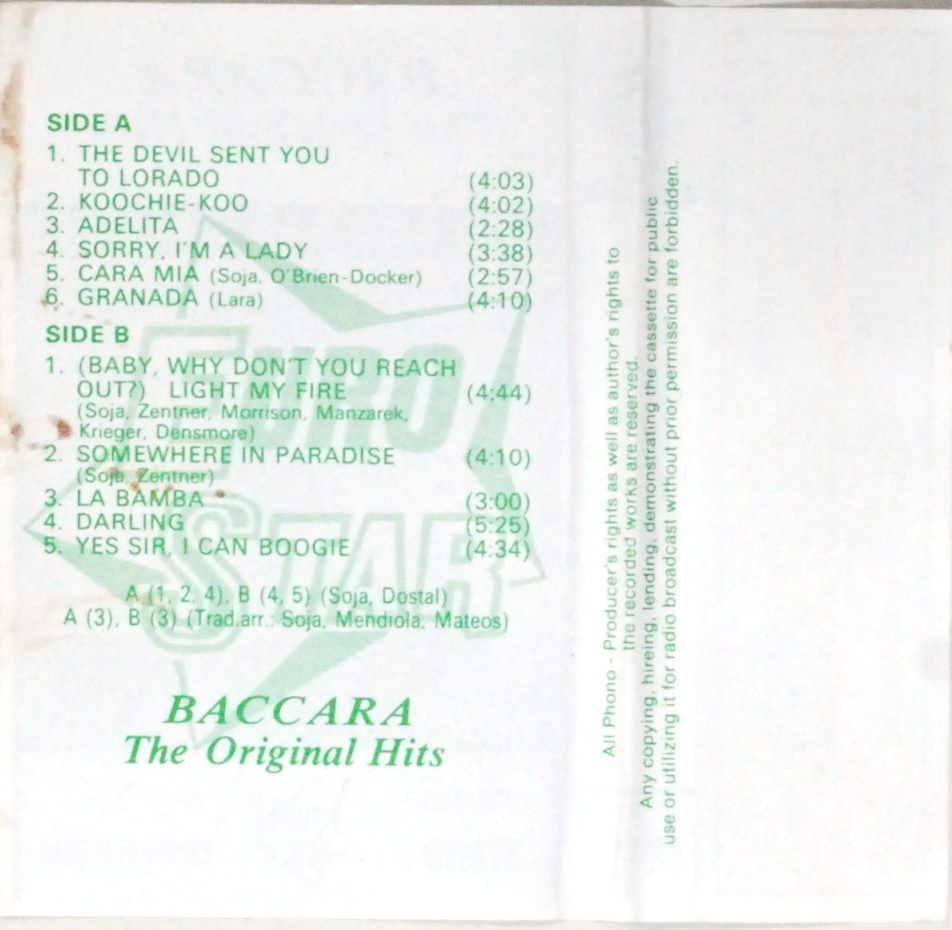 SIDE A
1. THE DEVIL SENT YOU
TO LORADO (4:03)
2. KOOCHIE-KOO (4:02)
3. ADELITA (2:28)
4. SORRY, I'M A LADY (3:38)
5. CARA MIA (Soja, O'Brien-Docker) (2:57)
6. GRANADA (Lara) (4:10)
SIDE B
1. (BABY, WHY DON'T YOU REACH
OUT?) LIGHT MY FIRE (4:44)
(Soja, Zentner, Morrison, Manzarek,
Krieger, Densmore)
2. SOMEWHERE IN PARADISE (4:10)
(Soja, Zentner)
3. LA BAMBA (3:00)
4. DARLING (5:25)
5. YES SIR, I CAN BOOGIE (4:34)
A (1, 2, 4), B (4, 5) (Soja, Dostal)
A (3), B (3) (Trad.arr.: Soja, Mendiola, Mateos)
EURO
STAR
BACCARA
The Original Hits
All Phono - Producer's rights as well as author's rights to
the recorded works are reserved.
Any copying, hireing, lending, demonstrating the cassette for public
use or utilizing it for radio broadcast without prior permission are forbidden.